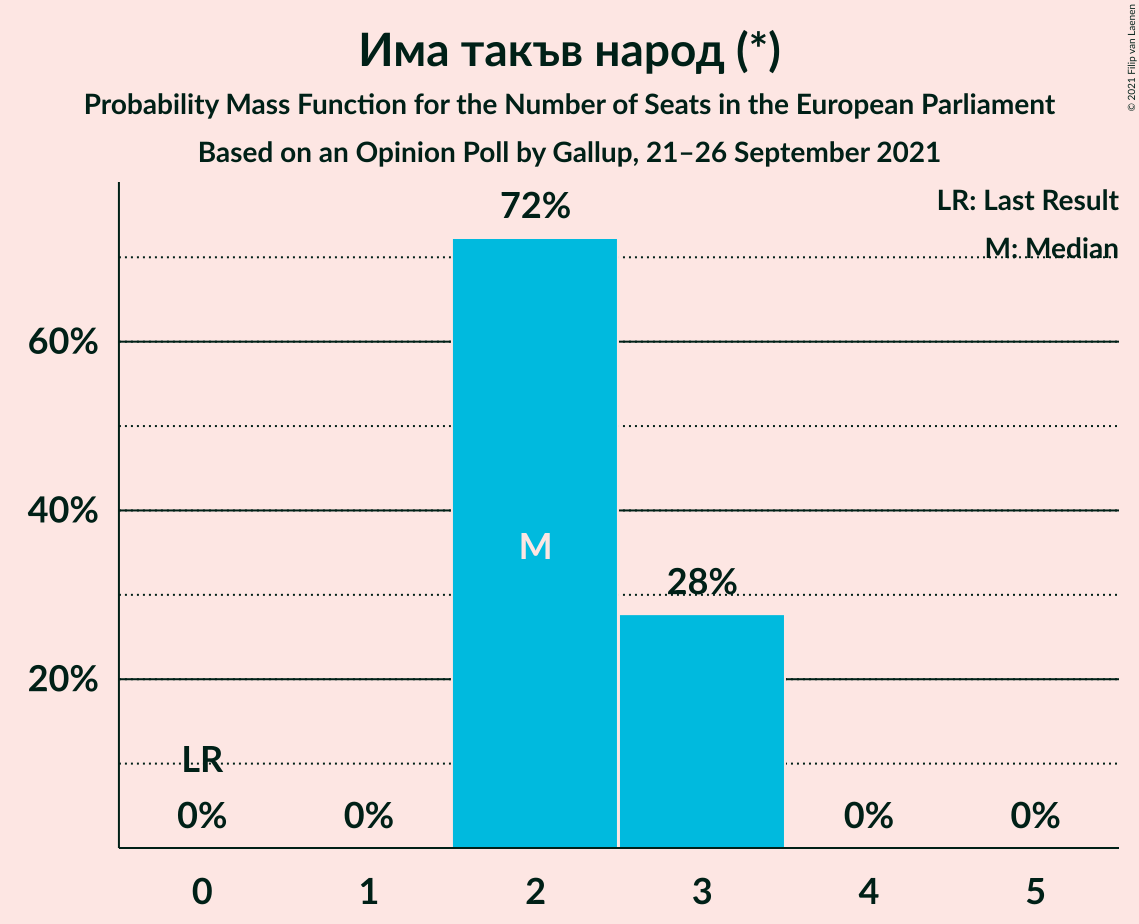 Има такъв народ (*)
Probability Mass Function for the Number of Seats in the European Parliament
Based on an Opinion Poll by Gallup, 21–26 September 2021
© 2021 Filip van Laenen
LR: Last Result
M: Median
72%
60%
40%
M
28%
20%
LR
0% 0% 0% 0%
0 1 2 3 4 5